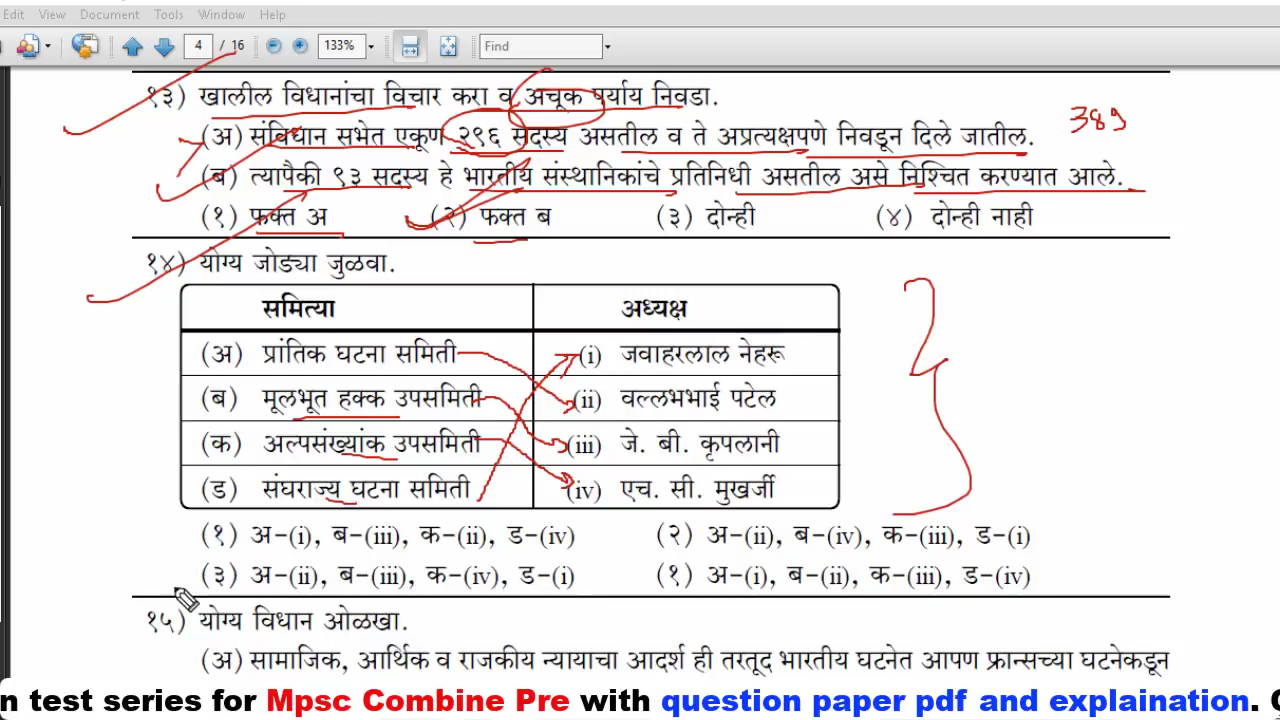 Edit View Document Tools Window Help
4 / 16 133% Find
१३) खालील विधानांचा विचार करा व अचूक पर्याय निवडा.
(अ) संविधान सभेत एकूण २९६ सदस्य असतील व ते अप्रत्यक्षपणे निवडून दिले जातील. 389
(ब) त्यापैकी ९३ सदस्य हे भारतीय संस्थानिकांचे प्रतिनिधी असतील असे निश्चित करण्यात आले.
(१) फक्त अ (२) फक्त ब (३) दोन्ही (४) दोन्ही नाही
१४) योग्य जोड्या जुळवा.
समित्या अध्यक्ष
(अ) प्रांतिक घटना समिती (i) जवाहरलाल नेहरू
(ब) मूलभूत हक्क उपसमिती (ii) वल्लभभाई पटेल
(क) अल्पसंख्यांक उपसमिती (iii) जे. बी. कृपलानी
(ड) संघराज्य घटना समिती (iv) एच. सी. मुखर्जी
(१) अ-(i), ब-(iii), क-(ii), ड-(iv) (२) अ-(ii), ब-(iv), क-(iii), ड-(i)
(३) अ-(ii), ब-(iii), क-(iv), ड-(i) (१) अ-(i), ब-(ii), क-(iii), ड-(iv)
१५) योग्य विधान ओळखा.
(अ) सामाजिक, आर्थिक व राजकीय न्यायाचा आदर्श ही तरतूद भारतीय घटनेत आपण फ्रान्सच्या घटनेकडून
n test series for Mpsc Combine Pre with question paper pdf and explaination.